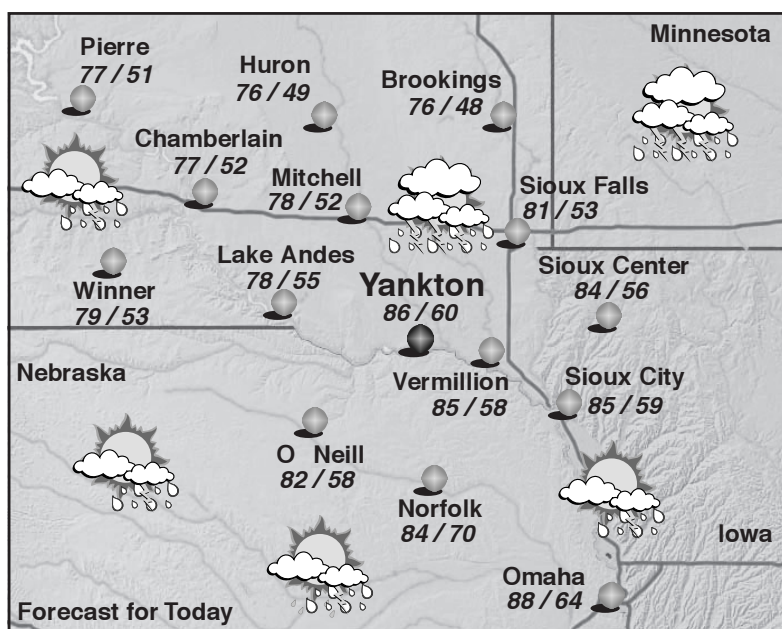 Minnesota
Pierre
77 / 51
Huron
76 / 49
Brookings
76 / 48
Chamberlain
77 / 52
Mitchell
78 / 52
Sioux Falls
81 / 53
Lake Andes
78 / 55
Winner
79 / 53
Yankton
86 / 60
Sioux Center
84 / 56
Nebraska
Vermillion
85 / 58
Sioux City
85 / 59
O Neill
82 / 58
Norfolk
84 / 70
Iowa
Omaha
88 / 64
Forecast for Today